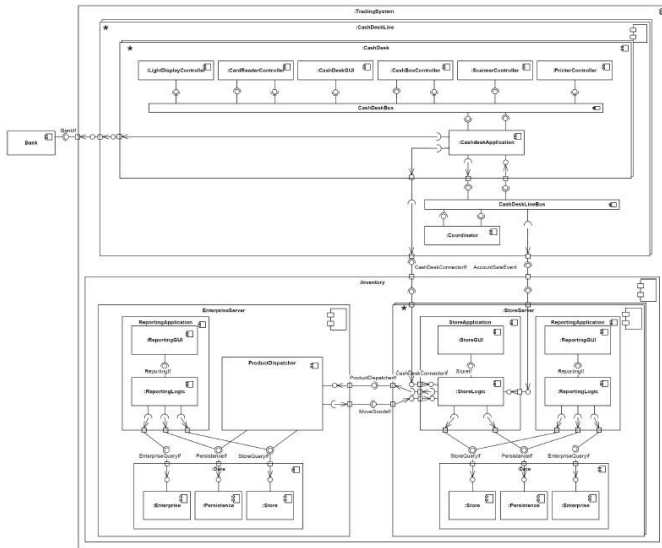 :TradingSystem
:CashDeskLine
:CashDesk
:LightDisplayController
:CardReaderController
:CashDeskGUI
:CashBoxController
:ScannerController
:PrinterController
CashDeskBus
Bank
BankIf
:CashdeskApplication
CashDeskLineBus
:Coordinator
CashDeskConnectorIf
AccountSaleEvent
:Inventory
EnterpriseServer
:StoreServer
ReportingApplication
:ReportingGUI
ReportingIf
:ReportingLogic
ProductDispatcher
ProductDispatcherIf
MoveGoodsIf
StoreApplication
:StoreGUI
StoreIf
CashDeskConnectorIf
:StoreLogic
ReportingApplication
:ReportingGUI
ReportingIf
:ReportingLogic
EnterpriseQueryIf
PersistenceIf
StoreQueryIf
:Data
:Enterprise
:Persistence
:Store
StoreQueryIf
PersistenceIf
EnterpriseQueryIf
:Data
:Store
:Persistence
:Enterprise